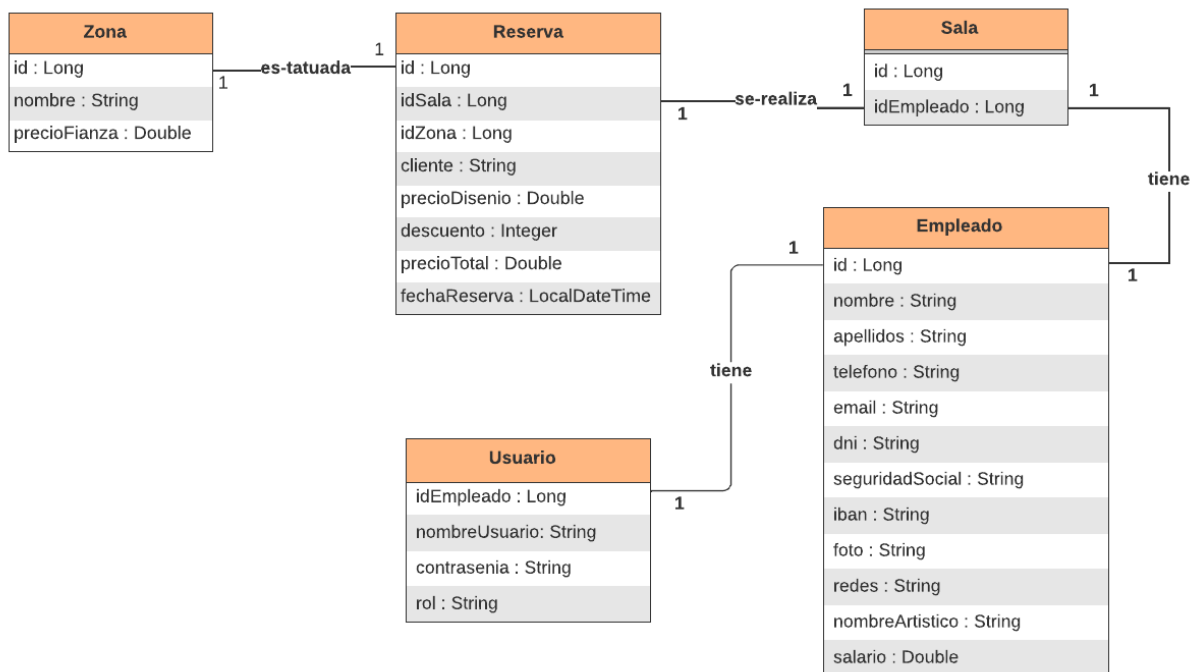 Zona
id : Long
nombre : String
precioFianza : Double
1
es-tatuada
1
Reserva
id : Long
idSala : Long
idZona : Long
cliente : String
precioDisenio : Double
descuento : Integer
precioTotal : Double
fechaReserva : LocalDateTime
1
se-realiza
1
Sala
id : Long
idEmpleado : Long
1
tiene
1
Empleado
id : Long
nombre : String
apellidos : String
telefono : String
email : String
dni : String
seguridadSocial : String
iban : String
foto : String
redes : String
nombreArtistico : String
salario : Double
1
tiene
1
Usuario
idEmpleado : Long
nombreUsuario: String
contrasenia : String
rol : String